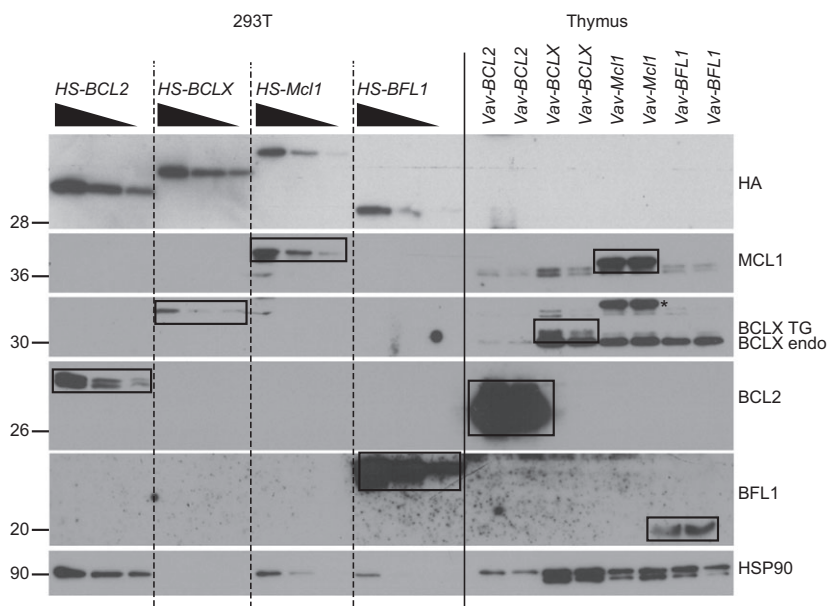 293T
Thymus
HS-BCL2
HS-BCLX
HS-Mcl1
HS-BFL1
Vav-BCL2
Vav-BCL2
Vav-BCLX
Vav-BCLX
Vav-Mcl1
Vav-Mcl1
Vav-BFL1
Vav-BFL1
HA
28
MCL1
36
*
BCLX TG
BCLX endo
30
BCL2
26
BFL1
20
HSP90
90